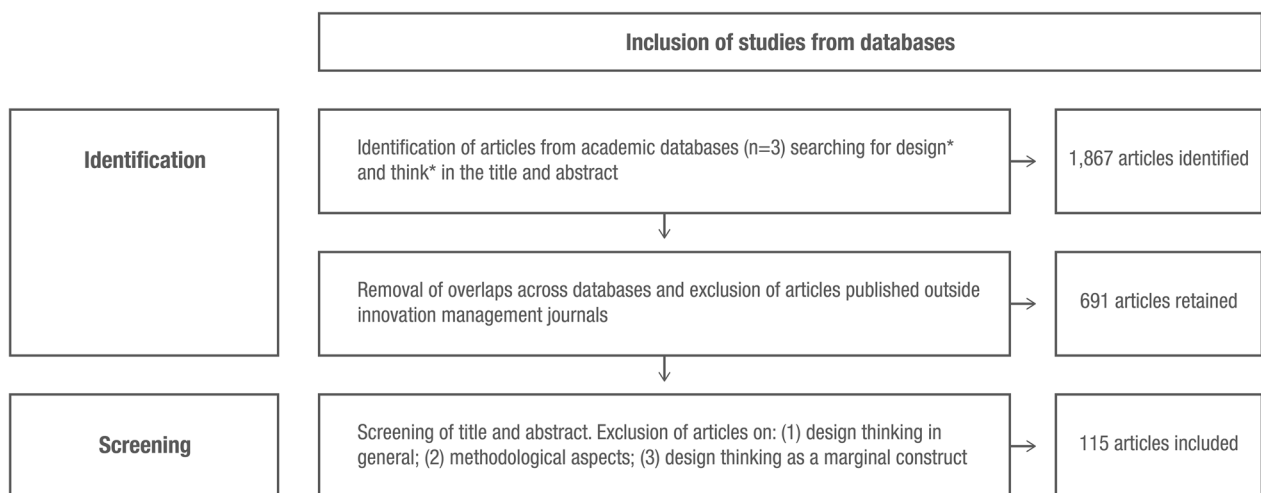 Inclusion of studies from databases
Identification
Identification of articles from academic databases (n=3) searching for design*
and think* in the title and abstract
1,867 articles identified
Removal of overlaps across databases and exclusion of articles published outside
innovation management journals
691 articles retained
Screening
Screening of title and abstract. Exclusion of articles on: (1) design thinking in
general; (2) methodological aspects; (3) design thinking as a marginal construct
115 articles included